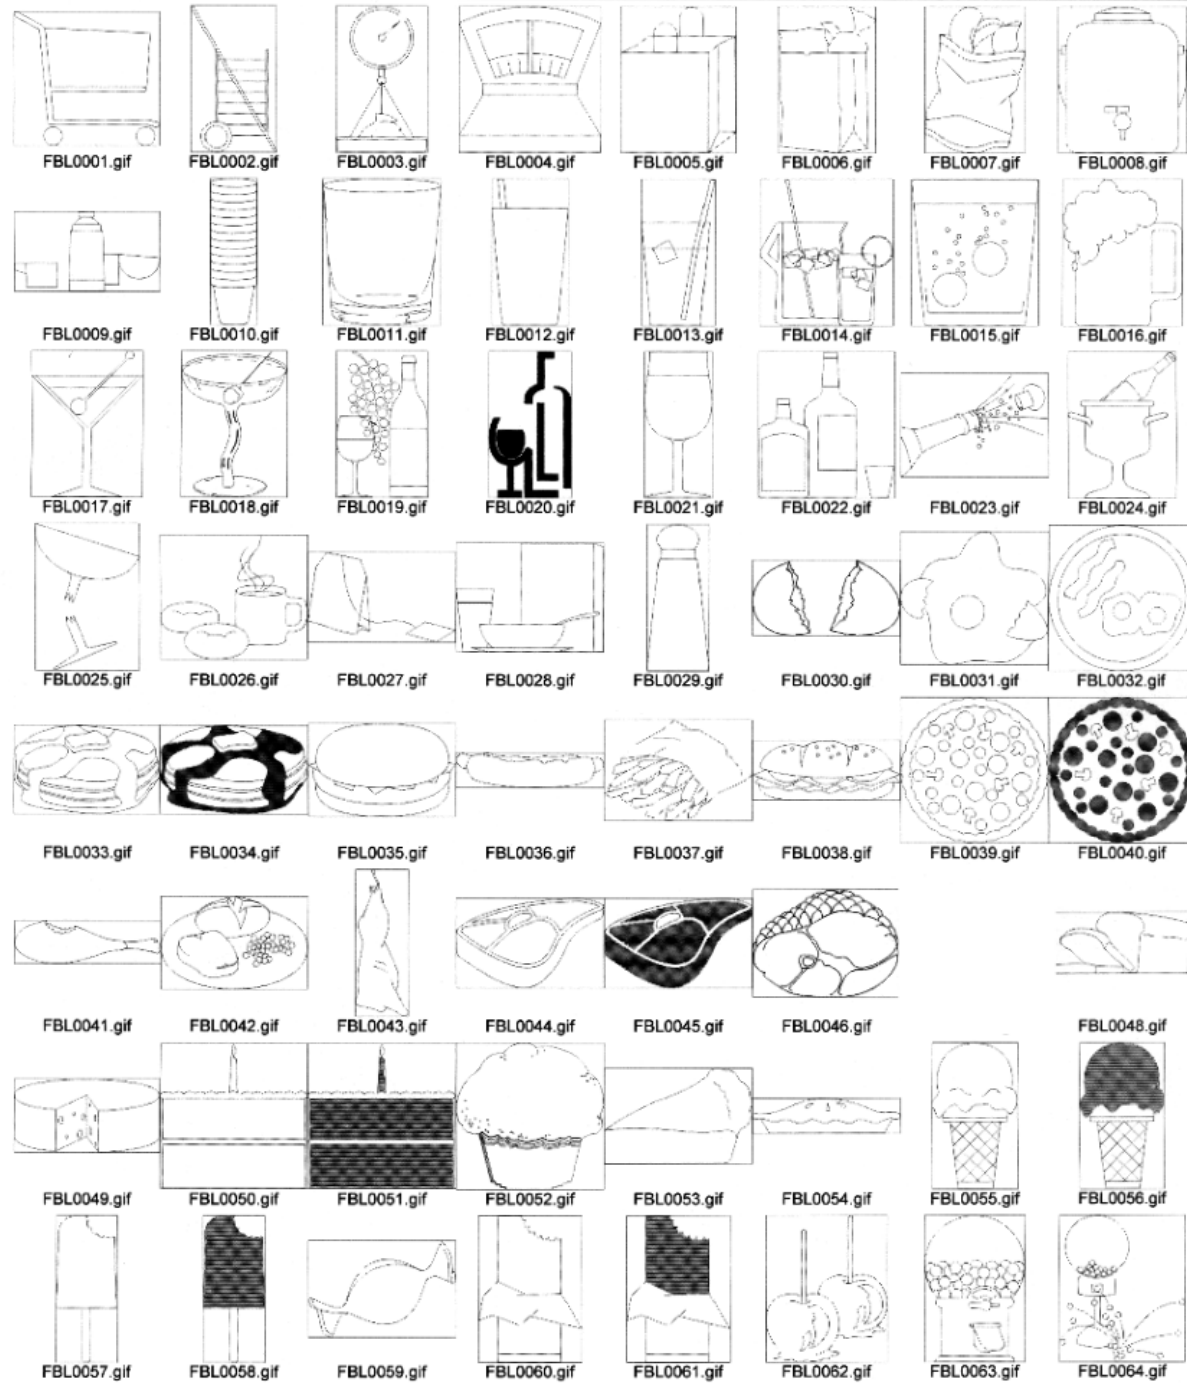 FBL0001.gif FBL0002.gif FBL0003.gif FBL0004.gif FBL0005.gif FBL0006.gif FBL0007.gif FBL0008.gif
FBL0009.gif FBL0010.gif FBL0011.gif FBL0012.gif FBL0013.gif FBL0014.gif FBL0015.gif FBL0016.gif
FBL0017.gif FBL0018.gif FBL0019.gif FBL0020.gif FBL0021.gif FBL0022.gif FBL0023.gif FBL0024.gif
FBL0025.gif FBL0026.gif FBL0027.gif FBL0028.gif FBL0029.gif FBL0030.gif FBL0031.gif FBL0032.gif
FBL0033.gif FBL0034.gif FBL0035.gif FBL0036.gif FBL0037.gif FBL0038.gif FBL0039.gif FBL0040.gif
FBL0041.gif FBL0042.gif FBL0043.gif FBL0044.gif FBL0045.gif FBL0046.gif FBL0048.gif
FBL0049.gif FBL0050.gif FBL0051.gif FBL0052.gif FBL0053.gif FBL0054.gif FBL0055.gif FBL0056.gif
FBL0057.gif FBL0058.gif FBL0059.gif FBL0060.gif FBL0061.gif FBL0062.gif FBL0063.gif FBL0064.gif